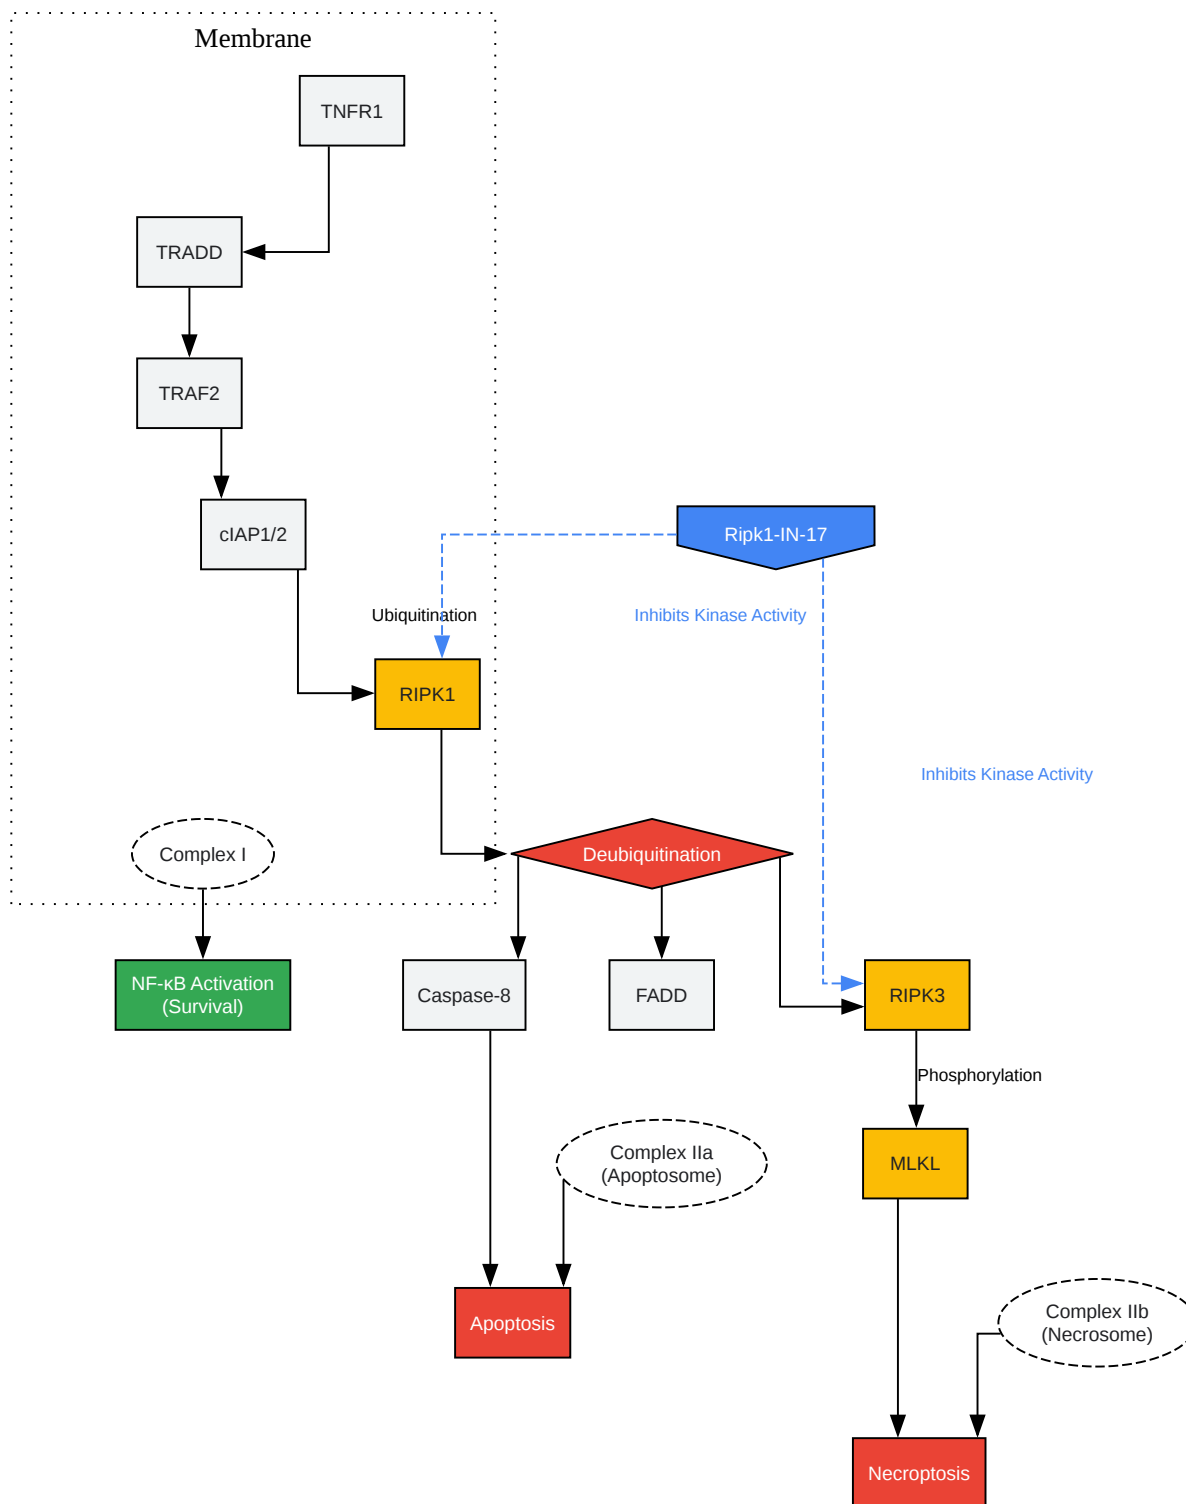 Membrane
TNFR1
TRADD
TRAF2
cIAP1/2
Ripk1-IN-17
Ubiquitination
Inhibits Kinase Activity
RIPK1
Inhibits Kinase Activity
Complex I
Deubiquitination
NF-κB Activation
(Survival)
Caspase-8
FADD
RIPK3
Phosphorylation
Complex IIa
(Apoptosome)
MLKL
Apoptosis
Complex IIb
(Necrosome)
Necroptosis